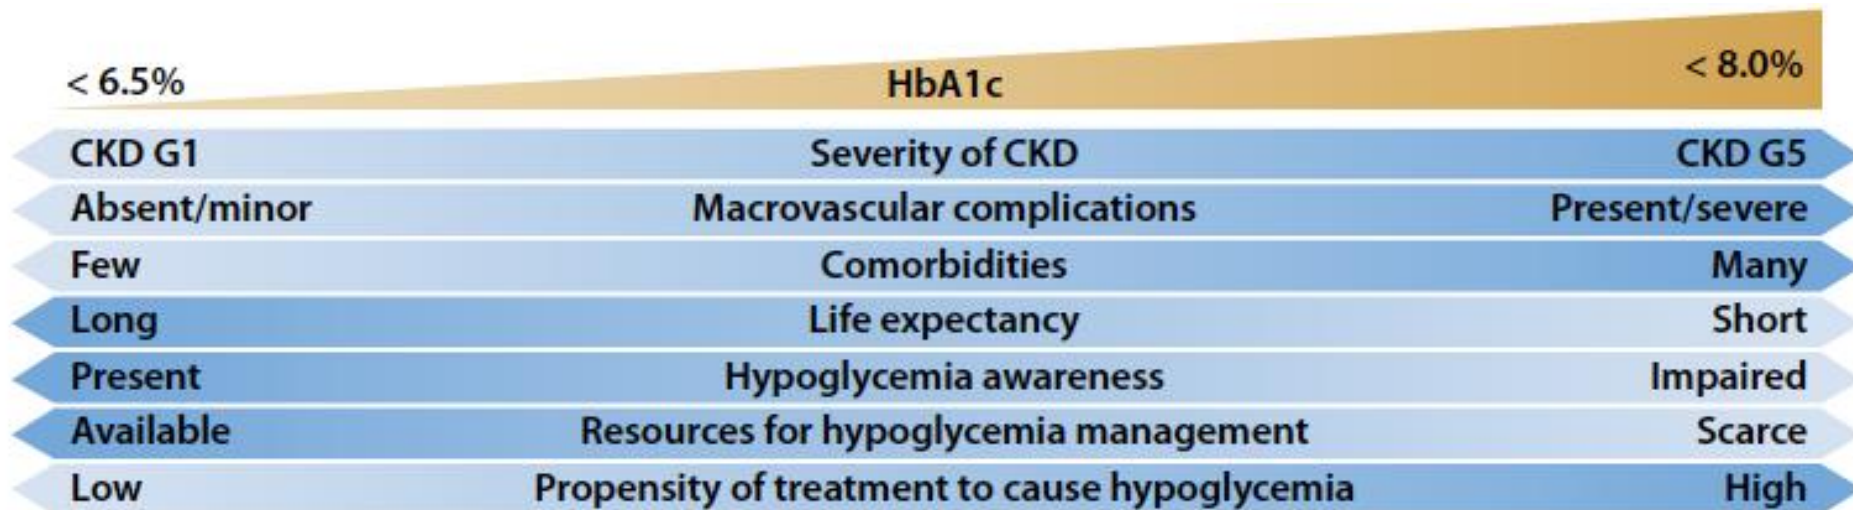 < 6.5% HbA1c < 8.0%
CKD G1 Severity of CKD CKD G5
Absent/minor Macrovascular complications Present/severe
Few Comorbidities Many
Long Life expectancy Short
Present Hypoglycemia awareness Impaired
Available Resources for hypoglycemia management Scarce
Low Propensity of treatment to cause hypoglycemia High